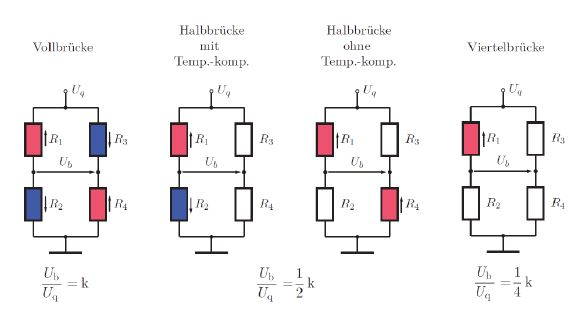 Vollbrücke
Halbbrücke
mit
Temp.-komp.
Halbbrücke
ohne
Temp.-komp.
Viertelbrücke
U_q
U_q
U_q
U_q
R_1
R_3
R_1
R_3
R_1
R_3
R_1
R_3
U_b
U_b
U_b
U_b
R_2
R_4
R_2
R_4
R_2
R_4
R_2
R_4
U_b/U_q = k
U_b/U_q = 1/2 k
U_b/U_q = 1/4 k